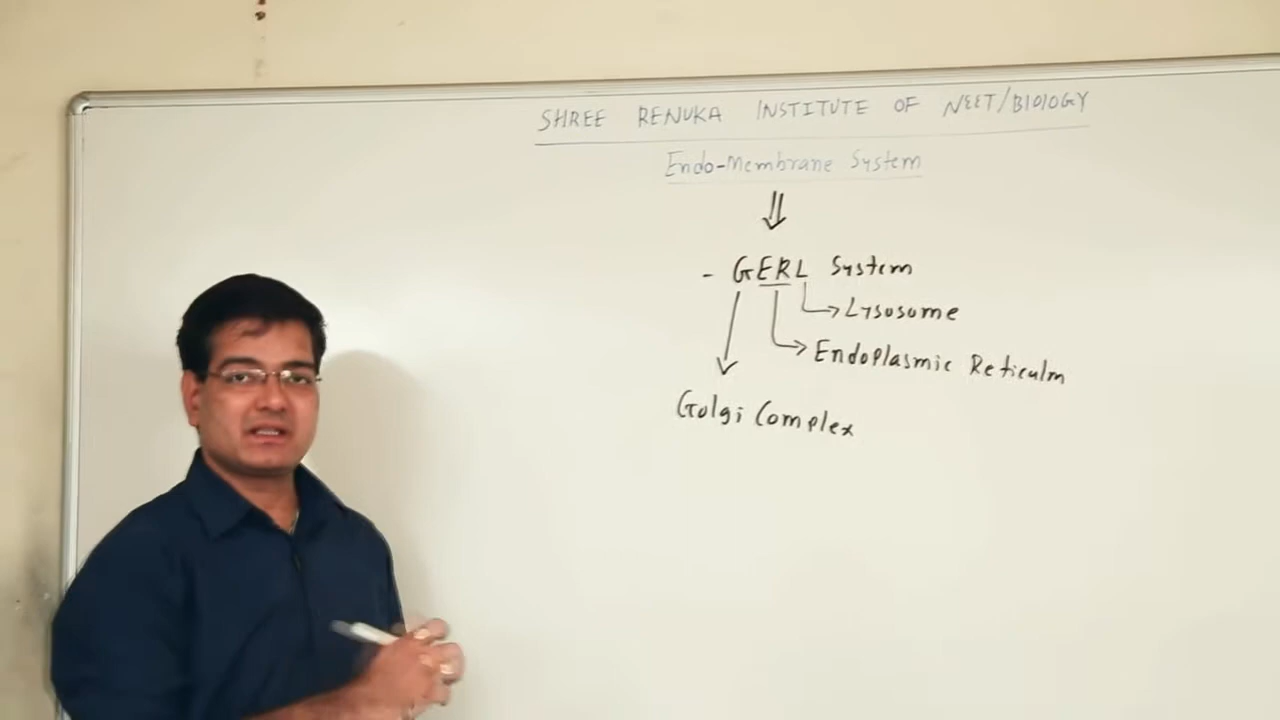 SHREE RENUKA INSTITUTE OF NEET/BIOLOGY
Endo-Membrane System
⇓
- GERL System
→ Lysosome
→ Endoplasmic Reticulm
Golgi Complex